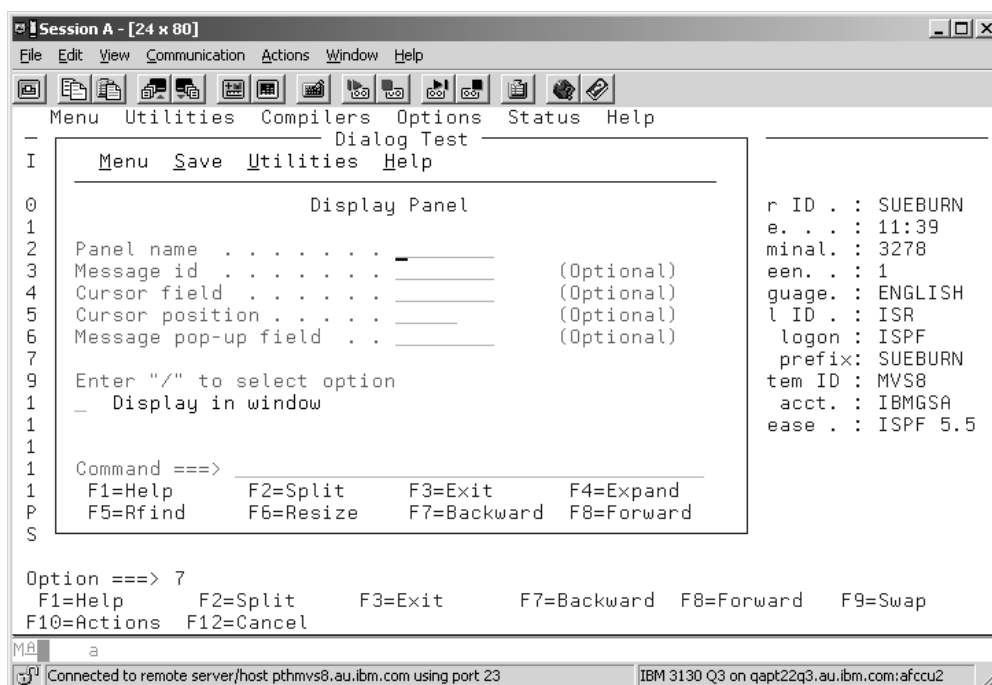 Session A - [24 x 80]
File Edit View Communication Actions Window Help
Menu Utilities Compilers Options Status Help
Dialog Test
I Menu Save Utilities Help
0 Display Panel r ID . : SUEBURN
1 e. . . : 11:39
2 Panel name . . . . . . . minal. : 3278
3 Message id . . . . . . . (Optional) een. . : 1
4 Cursor field . . . . . . (Optional) guage. : ENGLISH
5 Cursor position . . . . . (Optional) l ID . : ISR
6 Message pop-up field . . (Optional) logon : ISPF
7 prefix: SUEBURN
9 Enter "/" to select option tem ID : MVS8
1 _ Display in window acct. : IBMGSA
1 ease . : ISPF 5.5
1
1 Command ===>
1 F1=Help F2=Split F3=Exit F4=Expand
P F5=Rfind F6=Resize F7=Backward F8=Forward
S
Option ===> 7
F1=Help F2=Split F3=Exit F7=Backward F8=Forward F9=Swap
F10=Actions F12=Cancel
MA a
Connected to remote server/host pthmvs8.au.ibm.com using port 23 IBM 3130 Q3 on qapt22q3.au.ibm.com:afccu2